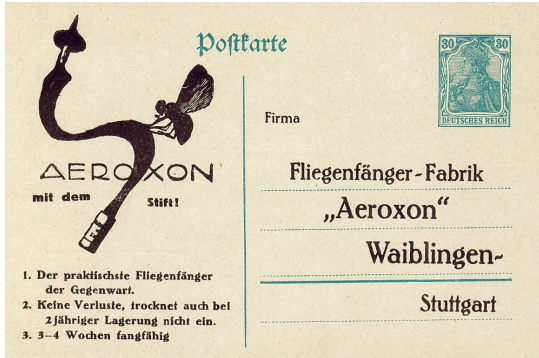 Postkarte
30 30
DEUTSCHES REICH
AEROXON
mit dem Stift!
1. Der praktischste Fliegenfänger
der Gegenwart.
2. Keine Verluste, trocknet auch bei
2jähriger Lagerung nicht ein.
3. 3–4 Wochen fangfähig
Firma
Fliegenfänger-Fabrik
„Aeroxon“
Waiblingen-
Stuttgart